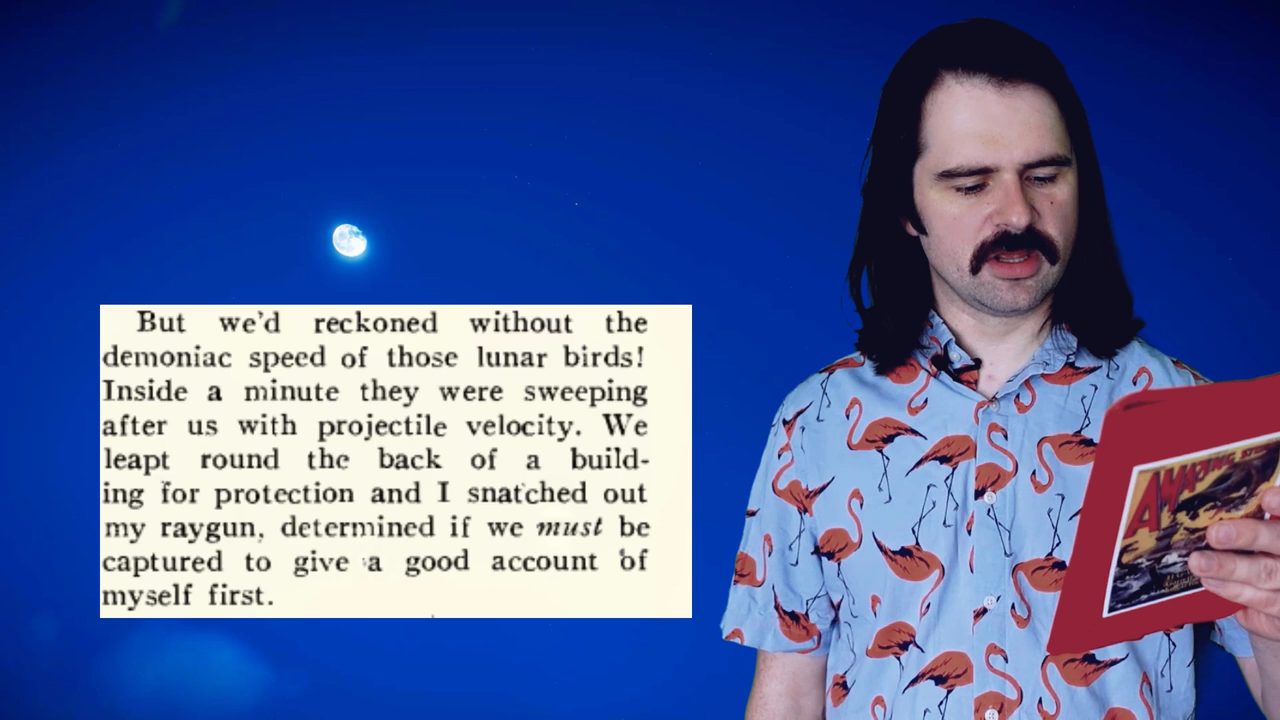 But we'd reckoned without the
demoniac speed of those lunar birds!
Inside a minute they were sweeping
after us with projectile velocity. We
leapt round the back of a build-
ing for protection and I snatched out
my raygun, determined if we must be
captured to give a good account of
myself first.
AMAZING